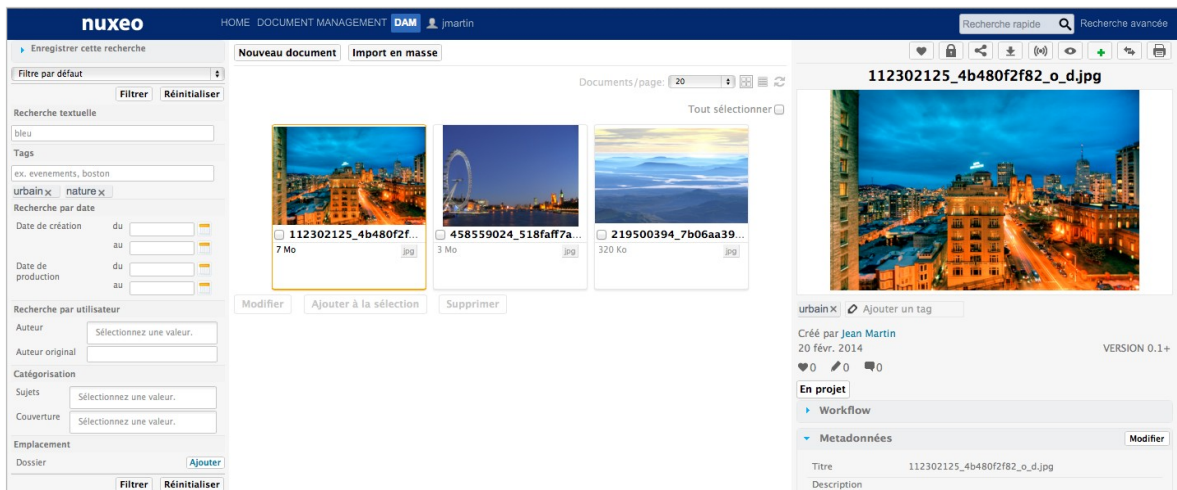 nuxeo
HOME DOCUMENT MANAGEMENT DAM jmartin
Recherche rapide Recherche avancée
Enregistrer cette recherche
Filtre par défaut
Filtrer Réinitialiser
Recherche textuelle
bleu
Tags
ex. evenements, boston
urbain x nature x
Recherche par date
Date de création du
au
Date de
production
du
au
Recherche par utilisateur
Auteur Sélectionnez une valeur.
Auteur original
Catégorisation
Sujets Sélectionnez une valeur.
Couverture Sélectionnez une valeur.
Emplacement
Dossier Ajouter
Filtrer Réinitialiser
Nouveau document Import en masse
Documents/page: 20
Tout sélectionner
112302125_4b480f2f...
7 Mo jpg
458559024_518faff7a...
3 Mo jpg
219500394_7b06aa39...
320 Ko jpg
Modifier Ajouter à la sélection Supprimer
112302125_4b480f2f82_o_d.jpg
urbain x Ajouter un tag
Créé par Jean Martin
20 févr. 2014 VERSION 0.1+
0 0 0
En projet
Workflow
Metadonnées Modifier
Titre 112302125_4b480f2f82_o_d.jpg
Description